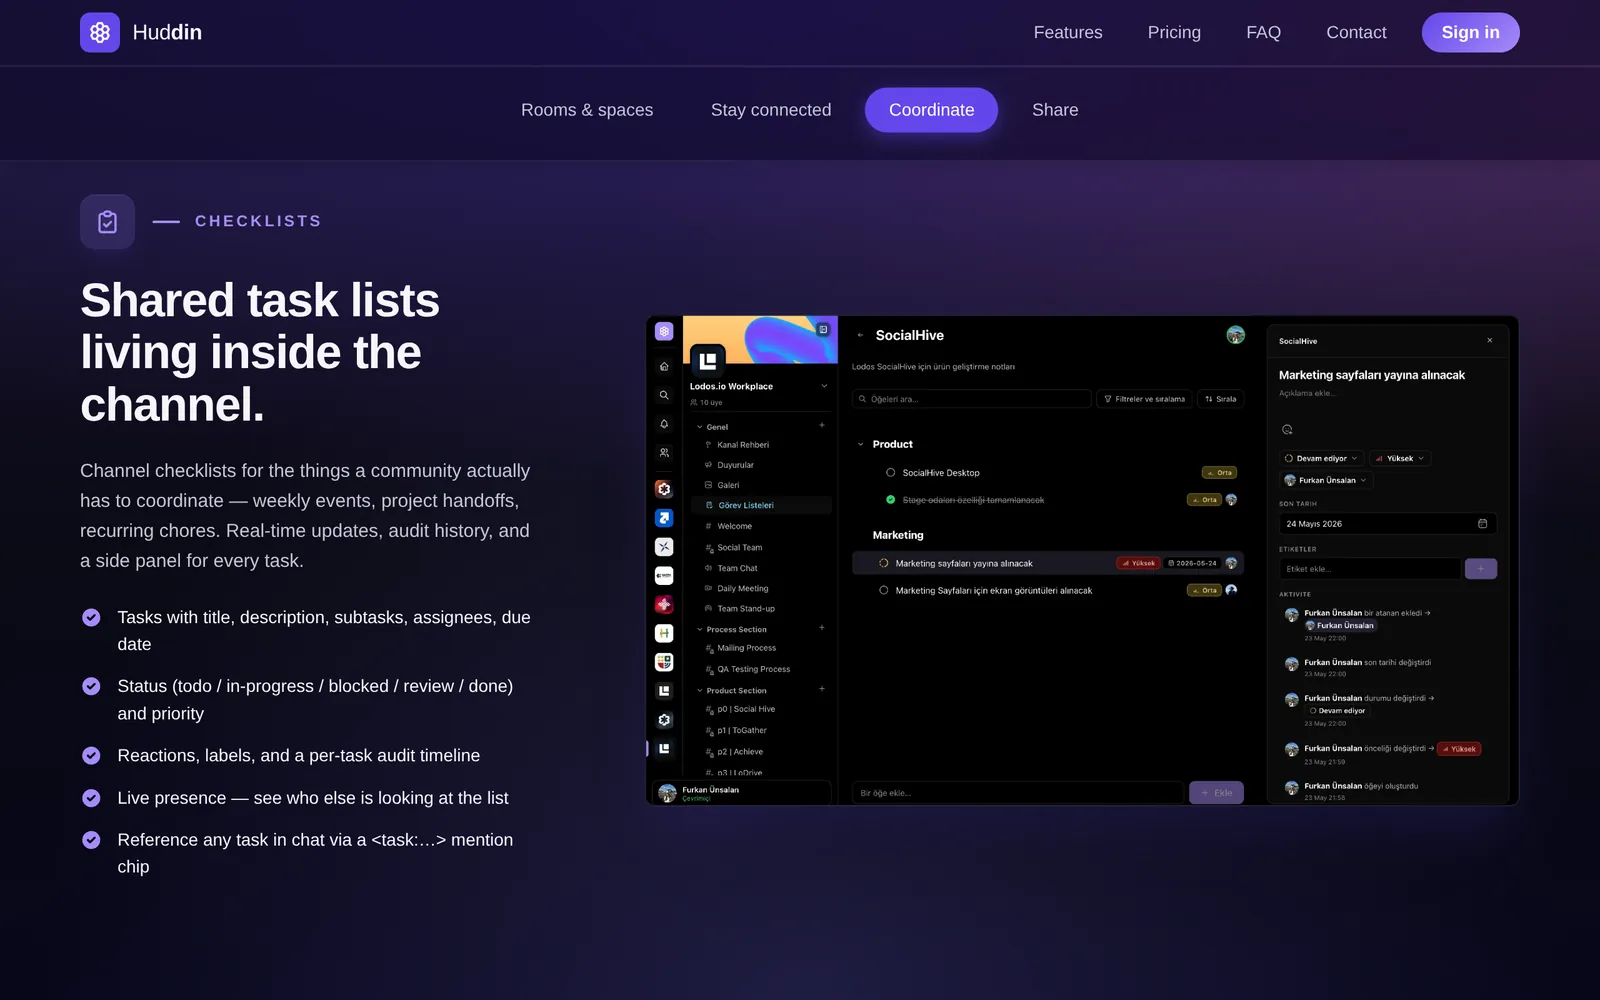 Huddin
Features
Pricing
FAQ
Contact
Sign in
Rooms & spaces
Stay connected
Coordinate
Share
CHECKLISTS
Shared task lists
living inside the
channel.
Channel checklists for the things a community actually
has to coordinate — weekly events, project handoffs,
recurring chores. Real-time updates, audit history, and
a side panel for every task.
Tasks with title, description, subtasks, assignees, due
date
Status (todo / in-progress / blocked / review / done)
and priority
Reactions, labels, and a per-task audit timeline
Live presence — see who else is looking at the list
Reference any task in chat via a <task:…> mention
chip
Lodos.io Workplace
10 üye
Genel
Kanal Rehberi
Duyurular
Galeri
Görev Listeleri
Welcome
Social Team
Team Chat
Daily Meeting
Team Stand-up
Process Section
Mailing Process
QA Testing Process
Product Section
p0 | Social Hive
p1 | ToGather
p2 | Achieve
p3 | LoDrive
Furkan Ünsalan
Çevrimiçi
SocialHive
Lodos SocialHive için ürün geliştirme notları
Öğeleri ara...
Filtreler ve sıralama
Sırala
Product
SocialHive Desktop
Orta
Stage odaları özelliği tamamlanacak
Orta
Marketing
Marketing sayfaları yayına alınacak
Yüksek
2026-05-24
Marketing Sayfaları için ekran görüntüleri alınacak
Orta
Bir öğe ekle...
Ekle
SocialHive
Marketing sayfaları yayına alınacak
Açıklama ekle...
Devam ediyor
Yüksek
Furkan Ünsalan
SON TARIH
24 Mayıs 2026
ETIKETLER
Etiket ekle...
AKTIVITE
Furkan Ünsalan bir atanan ekledi →
Furkan Ünsalan
23 May 22:00
Furkan Ünsalan son tarihi değiştirdi
23 May 22:00
Furkan Ünsalan durumu değiştirdi →
Devam ediyor
23 May 22:00
Furkan Ünsalan önceliği değiştirdi → Yüksek
23 May 21:59
Furkan Ünsalan öğeyi oluşturdu
23 May 21:58